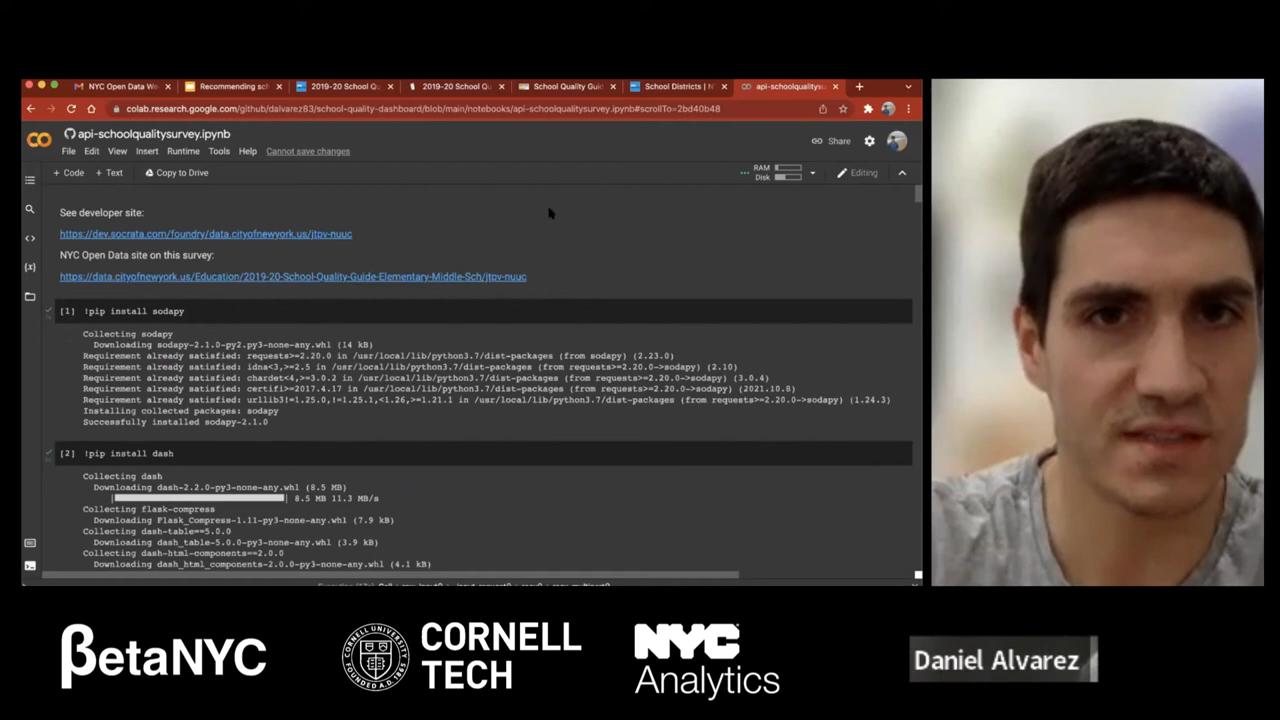 NYC Open Data We
Recommending sch
2019-20 School Qu
2019-20 School Qu
School Quality Gui
School Districts | N
api-schoolqualitysu
colab.research.google.com/github/dalvarez83/school-quality-dashboard/blob/main/notebooks/api-schoolqualitysurvey.ipynb#scrollTo=2bd40b48
api-schoolqualitysurvey.ipynb
Share
File Edit View Insert Runtime Tools Help Cannot save changes
+ Code + Text Copy to Drive
RAM
Disk
Editing
See developer site:
https://dev.socrata.com/foundry/data.cityofnewyork.us/jtpv-nuuc
NYC Open Data site on this survey:
https://data.cityofnewyork.us/Education/2019-20-School-Quality-Guide-Elementary-Middle-Sch/jtpv-nuuc
[1] !pip install sodapy
Collecting sodapy
Downloading sodapy-2.1.0-py2.py3-none-any.whl (14 kB)
Requirement already satisfied: requests>=2.20.0 in /usr/local/lib/python3.7/dist-packages (from sodapy) (2.23.0)
Requirement already satisfied: idna<3,>=2.5 in /usr/local/lib/python3.7/dist-packages (from requests>=2.20.0->sodapy) (2.10)
Requirement already satisfied: chardet<4,>=3.0.2 in /usr/local/lib/python3.7/dist-packages (from requests>=2.20.0->sodapy) (3.0.4)
Requirement already satisfied: certifi>=2017.4.17 in /usr/local/lib/python3.7/dist-packages (from requests>=2.20.0->sodapy) (2021.10.8)
Requirement already satisfied: urllib3!=1.25.0,!=1.25.1,<1.26,>=1.21.1 in /usr/local/lib/python3.7/dist-packages (from requests>=2.20.0->sodapy) (1.24.3)
Installing collected packages: sodapy
Successfully installed sodapy-2.1.0
[2] !pip install dash
Collecting dash
Downloading dash-2.2.0-py3-none-any.whl (8.5 MB)
8.5 MB 11.3 MB/s
Collecting flask-compress
Downloading Flask_Compress-1.11-py3-none-any.whl (7.9 kB)
Collecting dash-table==5.0.0
Downloading dash_table-5.0.0-py3-none-any.whl (3.9 kB)
Collecting dash-html-components==2.0.0
Downloading dash_html_components-2.0.0-py3-none-any.whl (4.1 kB)
βetaNYC
CORNELL
TECH
NYC
Analytics
Daniel Alvarez